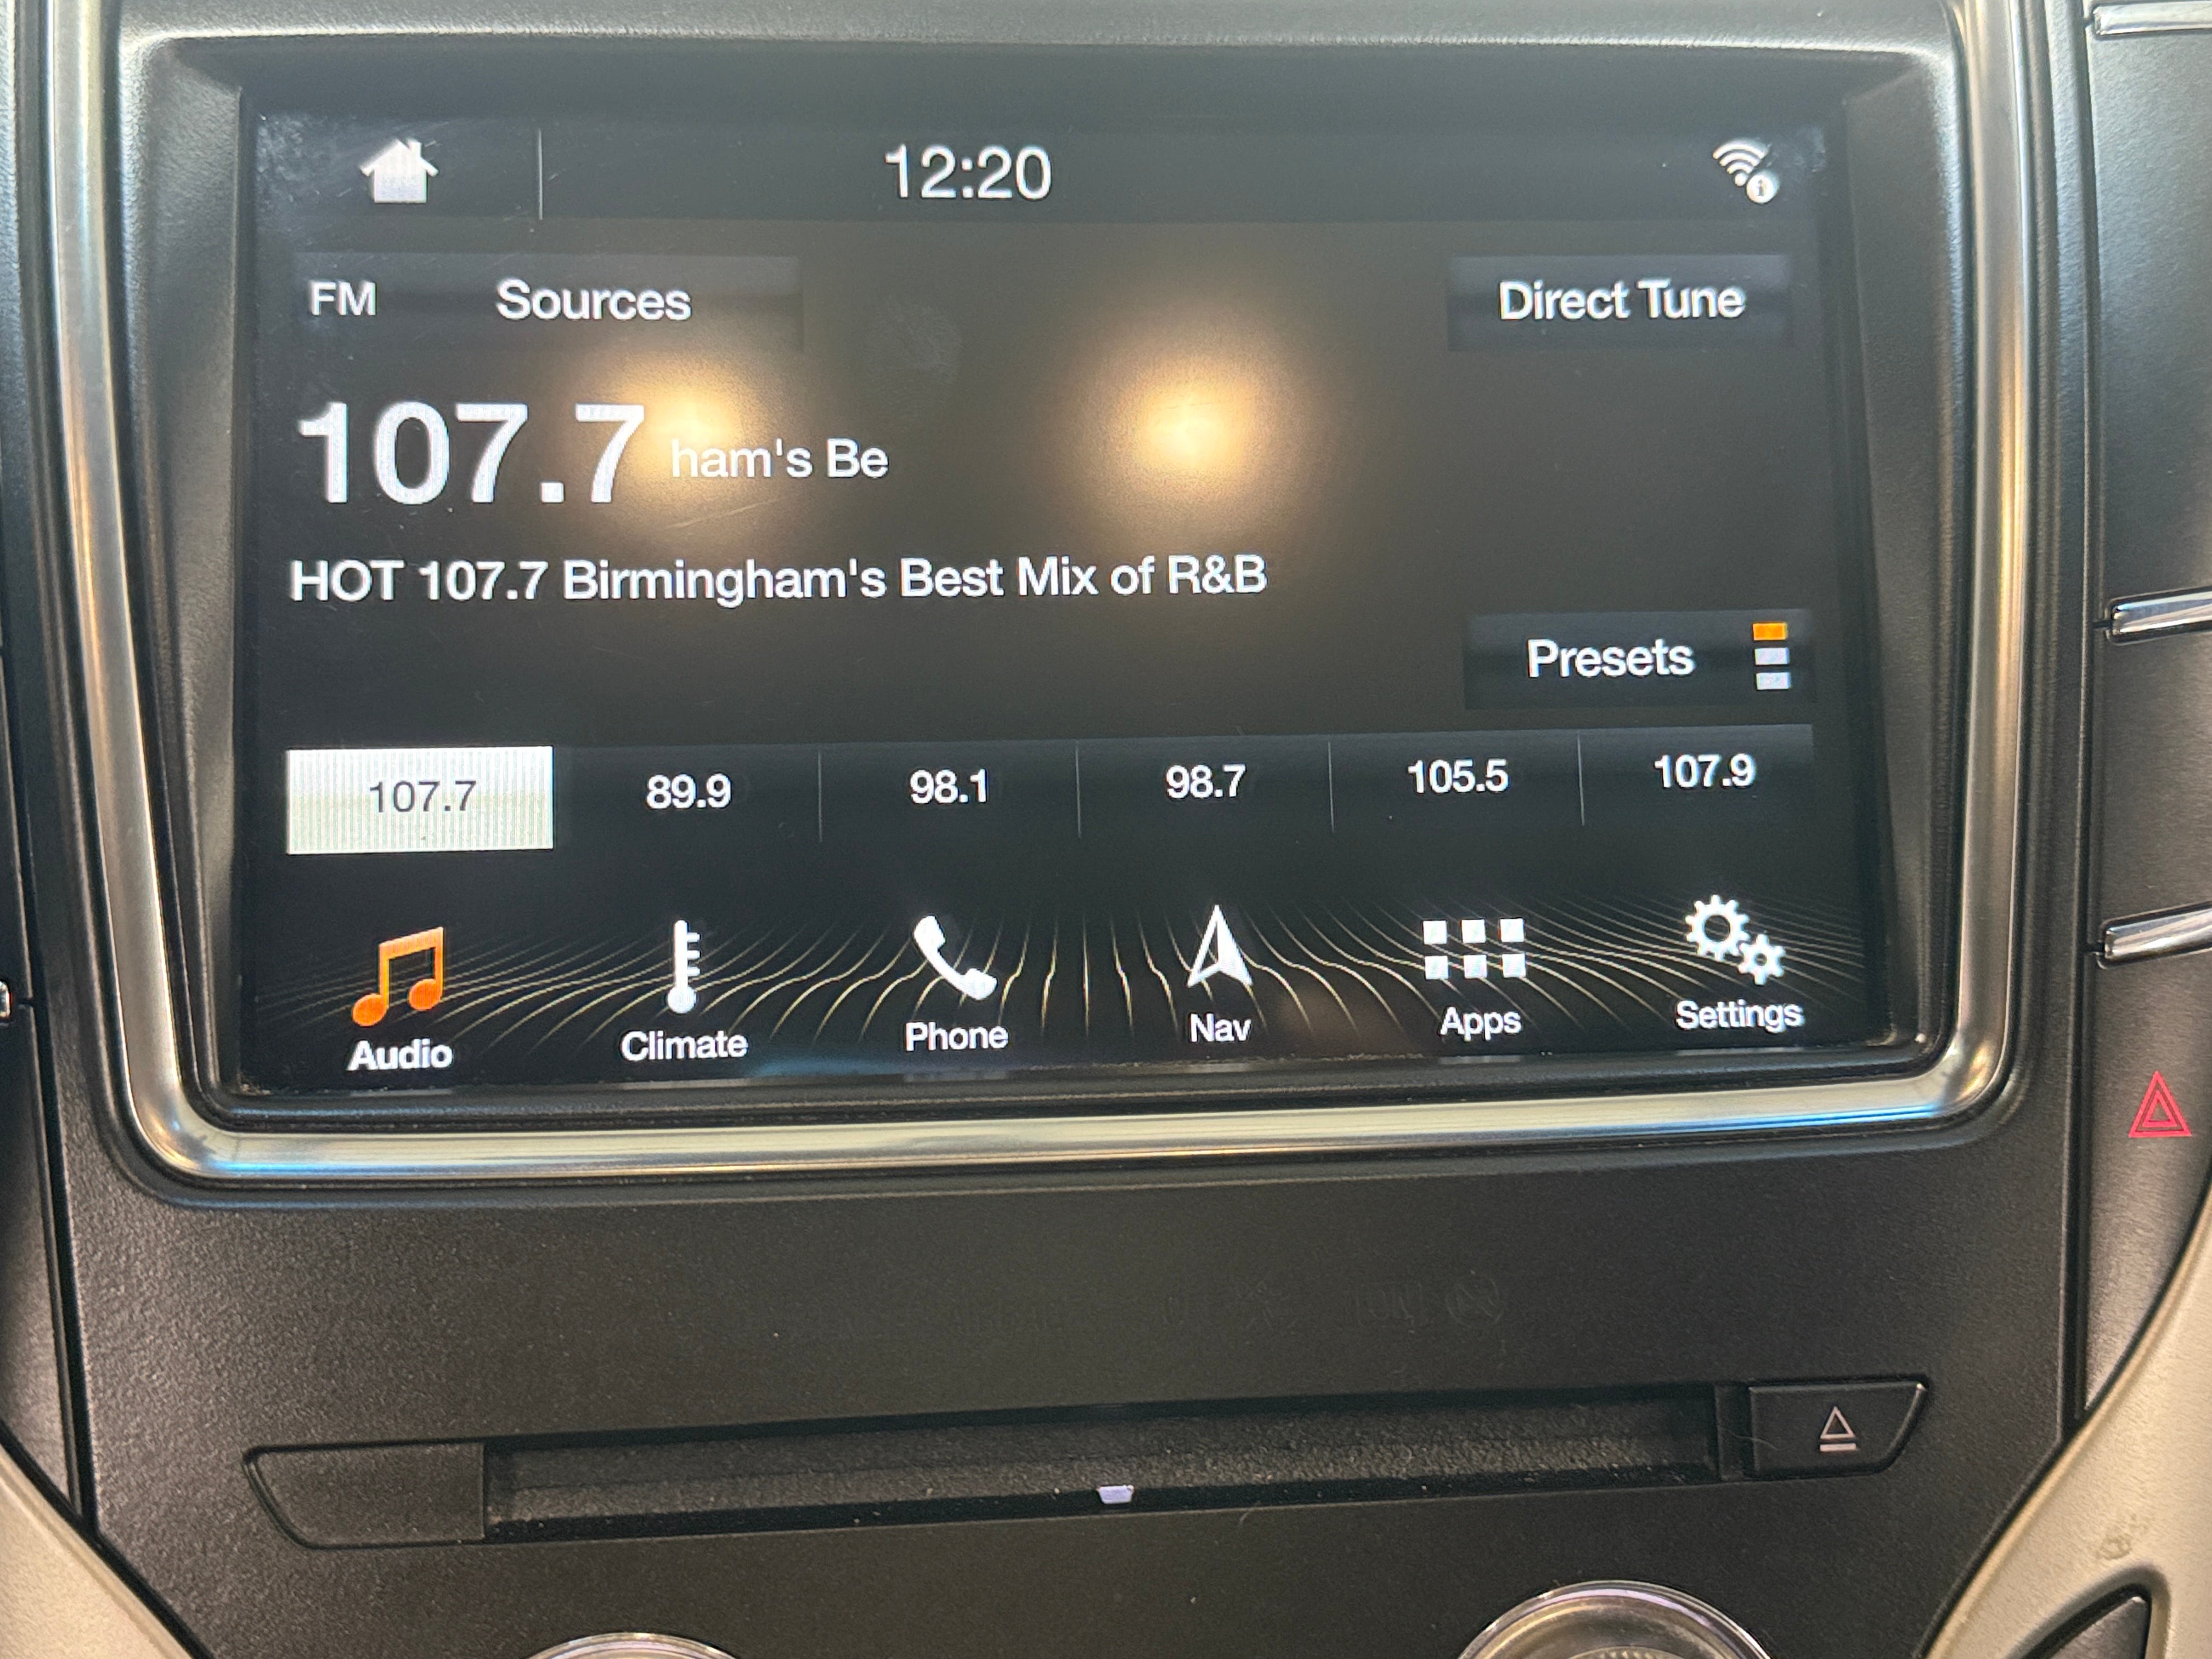 12:20
FM Sources Direct Tune
107.7 ham's Be
HOT 107.7 Birmingham's Best Mix of R&B
Presets
107.7 89.9 98.1 98.7 105.5 107.9
Audio Climate Phone Nav Apps Settings